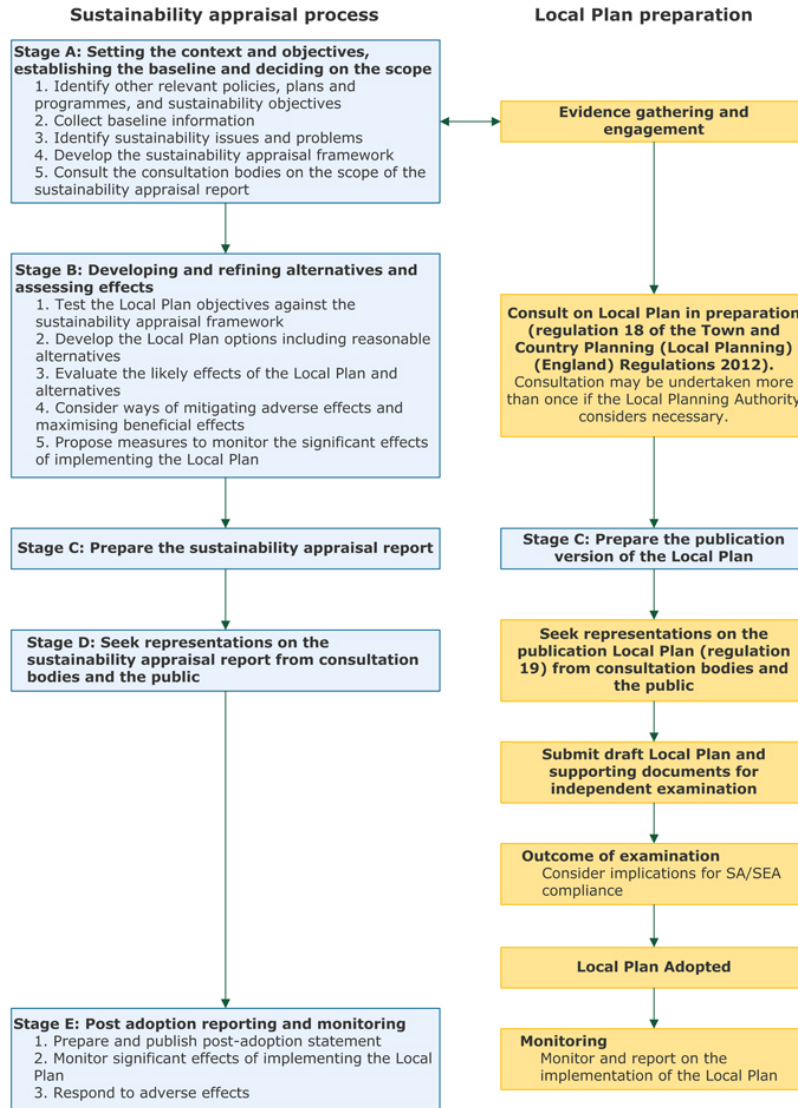 Sustainability appraisal process
Local Plan preparation
Stage A: Setting the context and objectives,
establishing the baseline and deciding on the scope
1. Identify other relevant policies, plans and
programmes, and sustainability objectives
2. Collect baseline information
3. Identify sustainability issues and problems
4. Develop the sustainability appraisal framework
5. Consult the consultation bodies on the scope of the
sustainability appraisal report
Evidence gathering and
engagement
Stage B: Developing and refining alternatives and
assessing effects
1. Test the Local Plan objectives against the
sustainability appraisal framework
2. Develop the Local Plan options including reasonable
alternatives
3. Evaluate the likely effects of the Local Plan and
alternatives
4. Consider ways of mitigating adverse effects and
maximising beneficial effects
5. Propose measures to monitor the significant effects
of implementing the Local Plan
Consult on Local Plan in preparation
(regulation 18 of the Town and
Country Planning (Local Planning)
(England) Regulations 2012).
Consultation may be undertaken more
than once if the Local Planning Authority
considers necessary.
Stage C: Prepare the sustainability appraisal report
Stage C: Prepare the publication
version of the Local Plan
Stage D: Seek representations on the
sustainability appraisal report from consultation
bodies and the public
Seek representations on the
publication Local Plan (regulation
19) from consultation bodies and
the public
Submit draft Local Plan and
supporting documents for
independent examination
Outcome of examination
Consider implications for SA/SEA
compliance
Local Plan Adopted
Stage E: Post adoption reporting and monitoring
1. Prepare and publish post-adoption statement
2. Monitor significant effects of implementing the Local
Plan
3. Respond to adverse effects
Monitoring
Monitor and report on the
implementation of the Local Plan